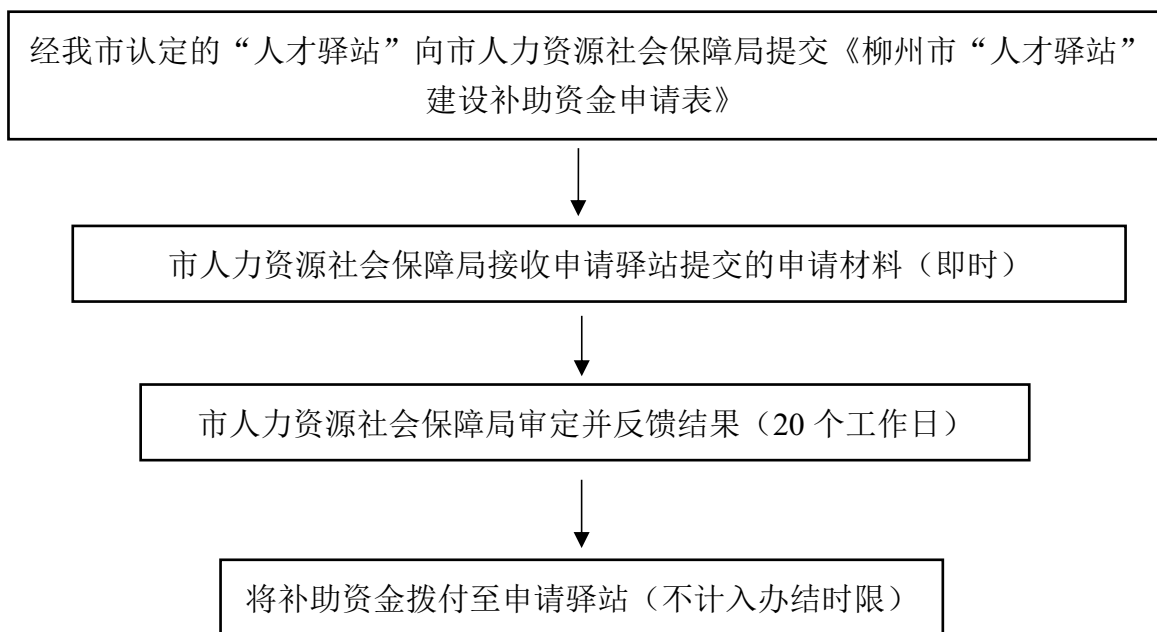 经我市认定的“人才驿站”向市人力资源社会保障局提交《柳州市“人才驿站”
建设补助资金申请表》
市人力资源社会保障局接收申请驿站提交的申请材料（即时）
市人力资源社会保障局审定并反馈结果（20 个工作日）
将补助资金拨付至申请驿站（不计入办结时限）